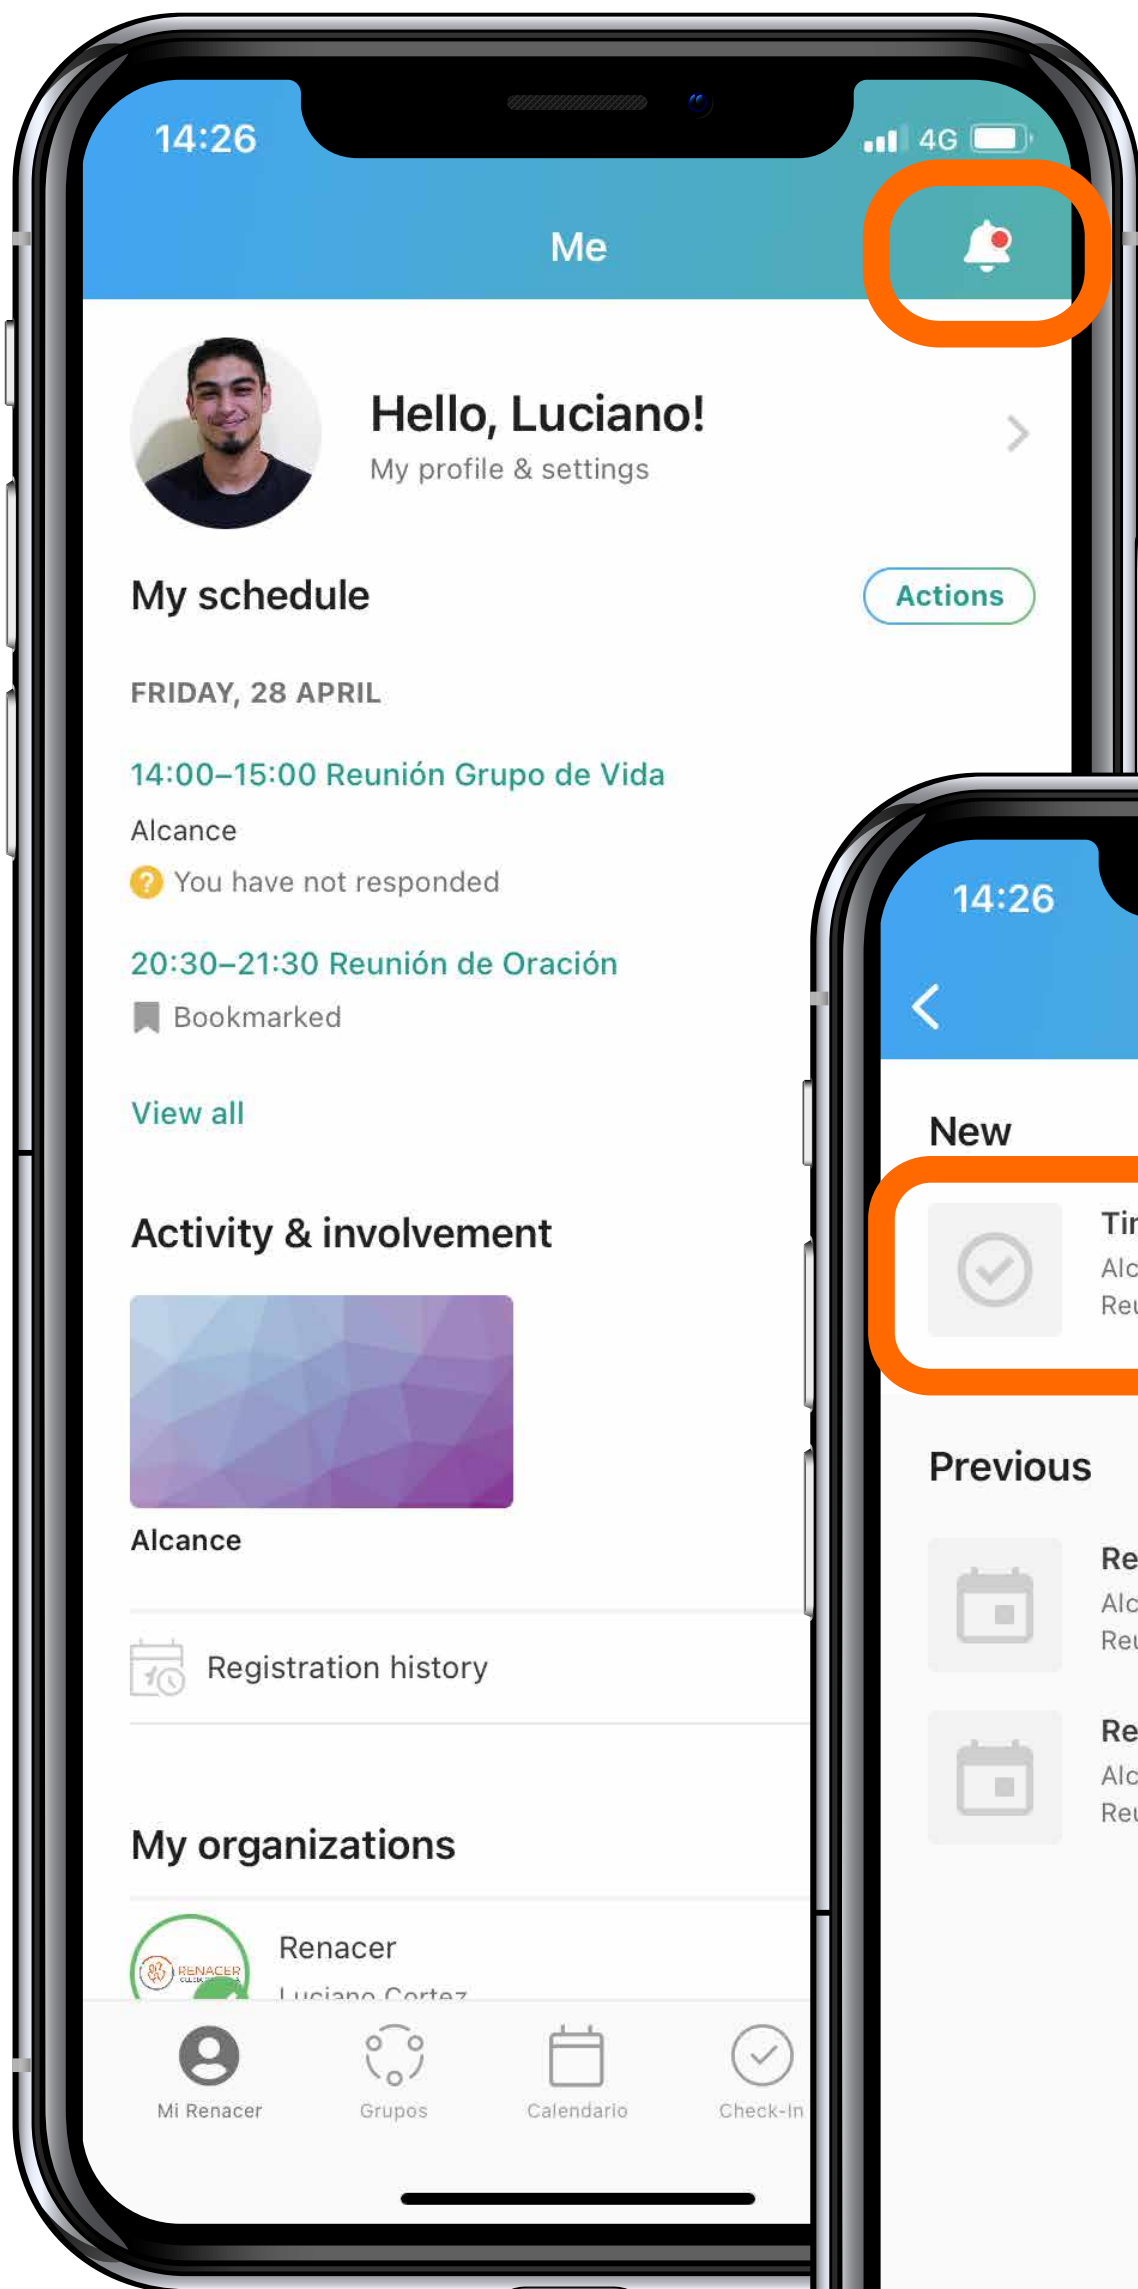 14:26
4G
Me
Hello, Luciano!
My profile & settings
My schedule
Actions
FRIDAY, 28 APRIL
14:00–15:00 Reunión Grupo de Vida
Alcance
You have not responded
20:30–21:30 Reunión de Oración
Bookmarked
View all
Activity & involvement
Alcance
Registration history
My organizations
RENACER
Renacer
Luciano Cortez
Mi Renacer
Grupos
Calendario
Check-In
14:26
New
Previous